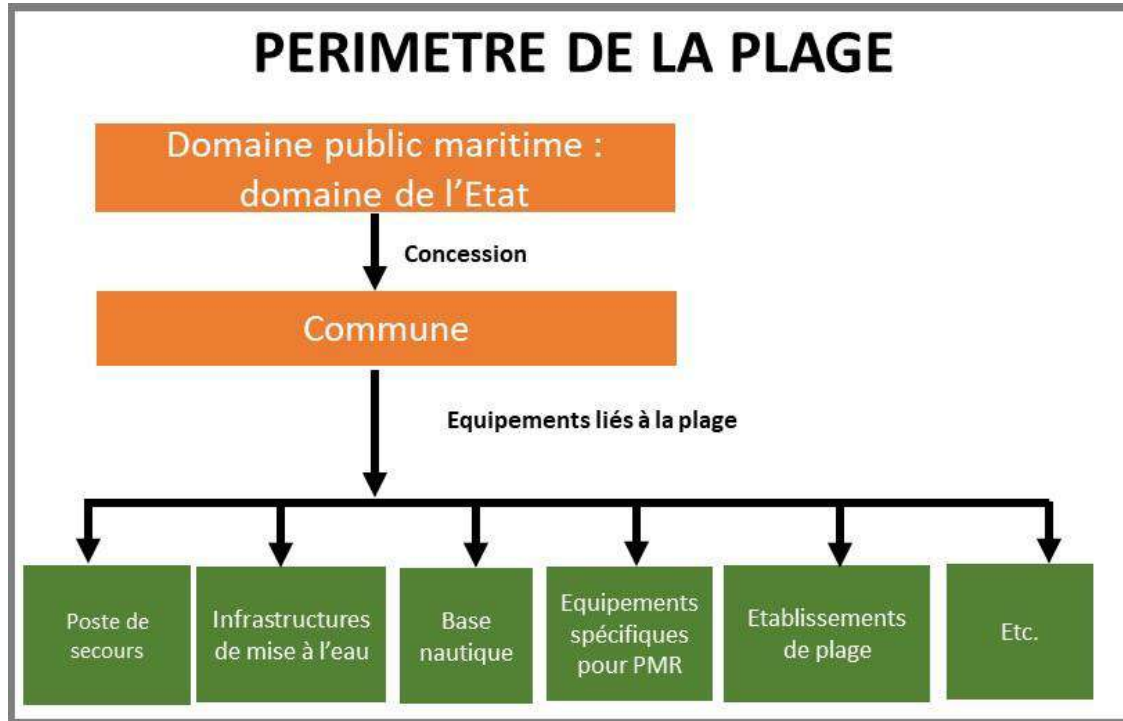 PERIMETRE DE LA PLAGE
Domaine public maritime :
domaine de l’Etat
Concession
Commune
Equipements liés à la plage
Poste de
secours
Infrastructures
de mise à l’eau
Base
nautique
Equipements
spécifiques
pour PMR
Etablissements
de plage
Etc.